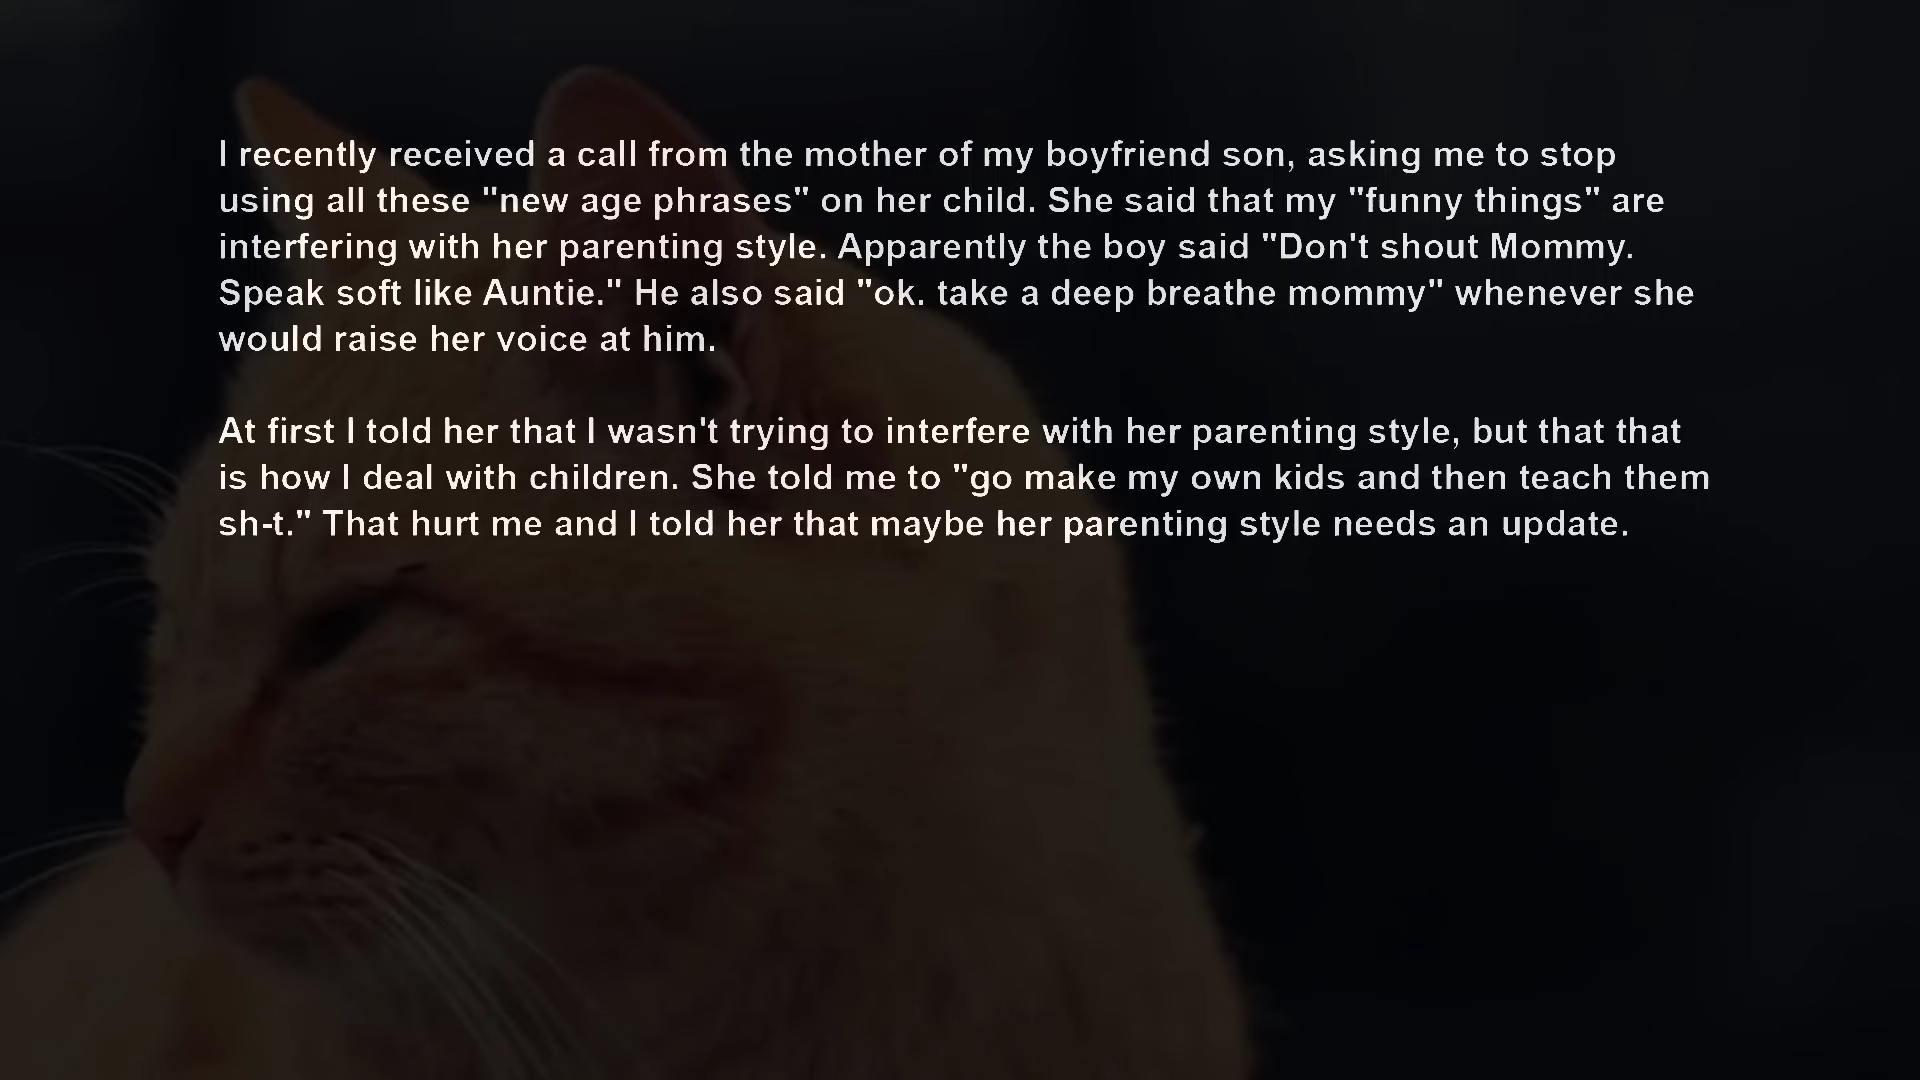 I recently received a call from the mother of my boyfriend son, asking me to stop
using all these "new age phrases" on her child. She said that my "funny things" are
interfering with her parenting style. Apparently the boy said "Don't shout Mommy.
Speak soft like Auntie." He also said "ok. take a deep breathe mommy" whenever she
would raise her voice at him.
At first I told her that I wasn't trying to interfere with her parenting style, but that that
is how I deal with children. She told me to "go make my own kids and then teach them
sh-t." That hurt me and I told her that maybe her parenting style needs an update.